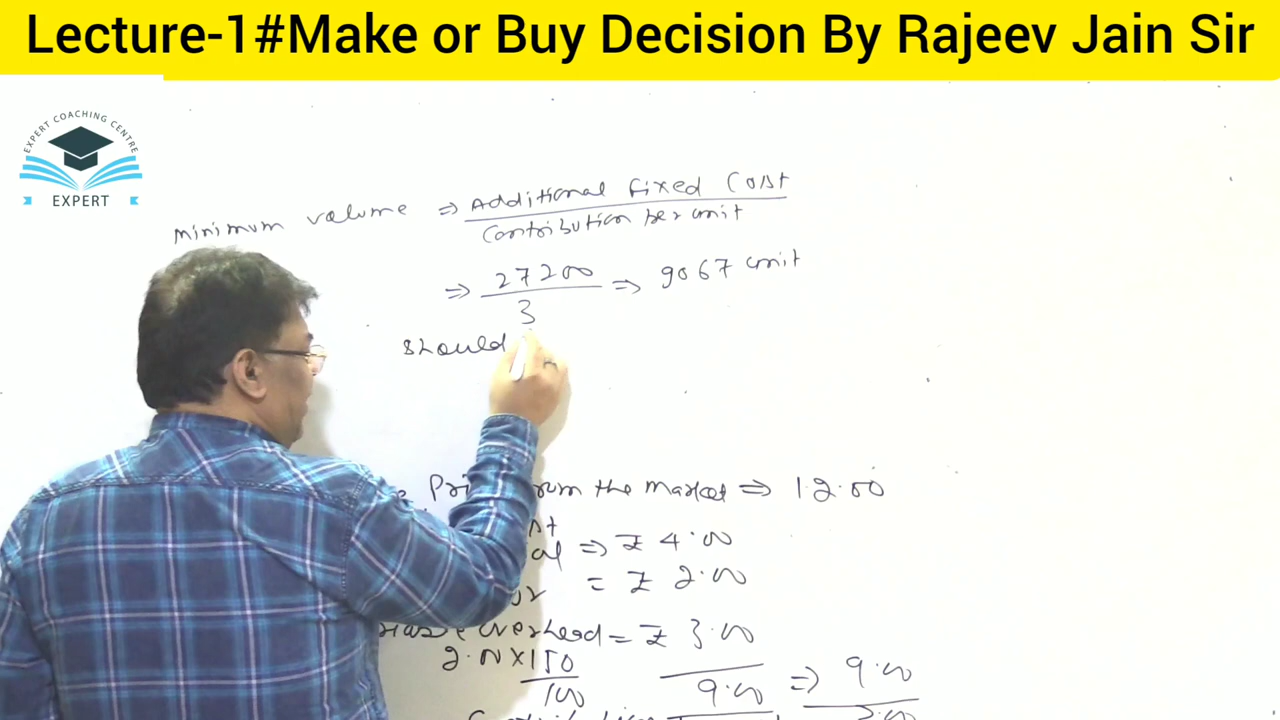 Lecture-1#Make or Buy Decision By Rajeev Jain Sir
EXPERT COACHING CENTRE
EXPERT
minimum volume ⇒ Additional Fixed Cost
Contribution per unit
⇒ 27200 ⇒ 9067 unit
3
should
from the market ⇒ 12.00
⇒ ₹ 4.00
= ₹ 2.00
overhead = ₹ 3.00
2.00 × 150
100
9.00 ⇒ 9.00
3.00